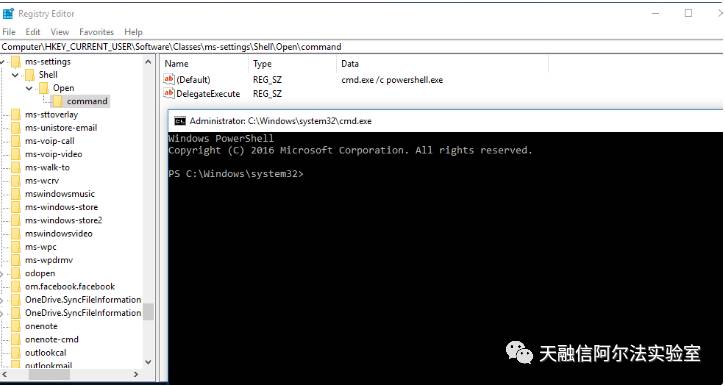 Registry Editor
File Edit View Favorites Help
Computer\HKEY_CURRENT_USER\Software\Classes\ms-settings\Shell\Open\command
ms-settings
Shell
Open
command
ms-sttoverlay
ms-unistore-email
ms-voip-call
ms-voip-video
ms-walk-to
ms-wcrv
mswindowsmusic
ms-windows-store
ms-windows-store2
mswindowsvideo
ms-wpc
ms-wpdrmv
odopen
om.facebook.facebook
OneDrive.SyncFileInformation
OneDrive.SyncFileInformation
onenote
onenote-cmd
outlookcal
outlookmail
Name Type Data
(Default) REG_SZ cmd.exe /c powershell.exe
DelegateExecute REG_SZ
Administrator: C:\Windows\system32\cmd.exe
Windows PowerShell
Copyright (C) 2016 Microsoft Corporation. All rights reserved.
PS C:\Windows\system32>
天融信阿尔法实验室